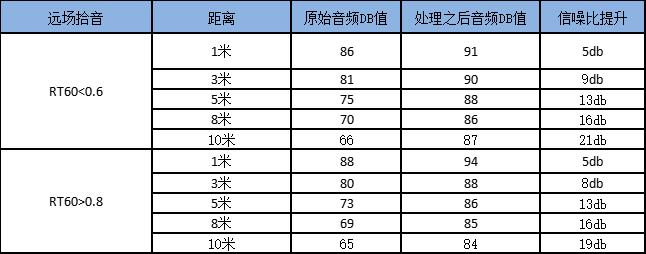 远场拾音 距离 原始音频DB值 处理之后音频DB值 信噪比提升
RT60<0.6 1米 86 91 5db
3米 81 90 9db
5米 75 88 13db
8米 70 86 16db
10米 66 87 21db
RT60>0.8 1米 88 94 5db
3米 80 88 8db
5米 73 86 13db
8米 69 85 16db
10米 65 84 19db